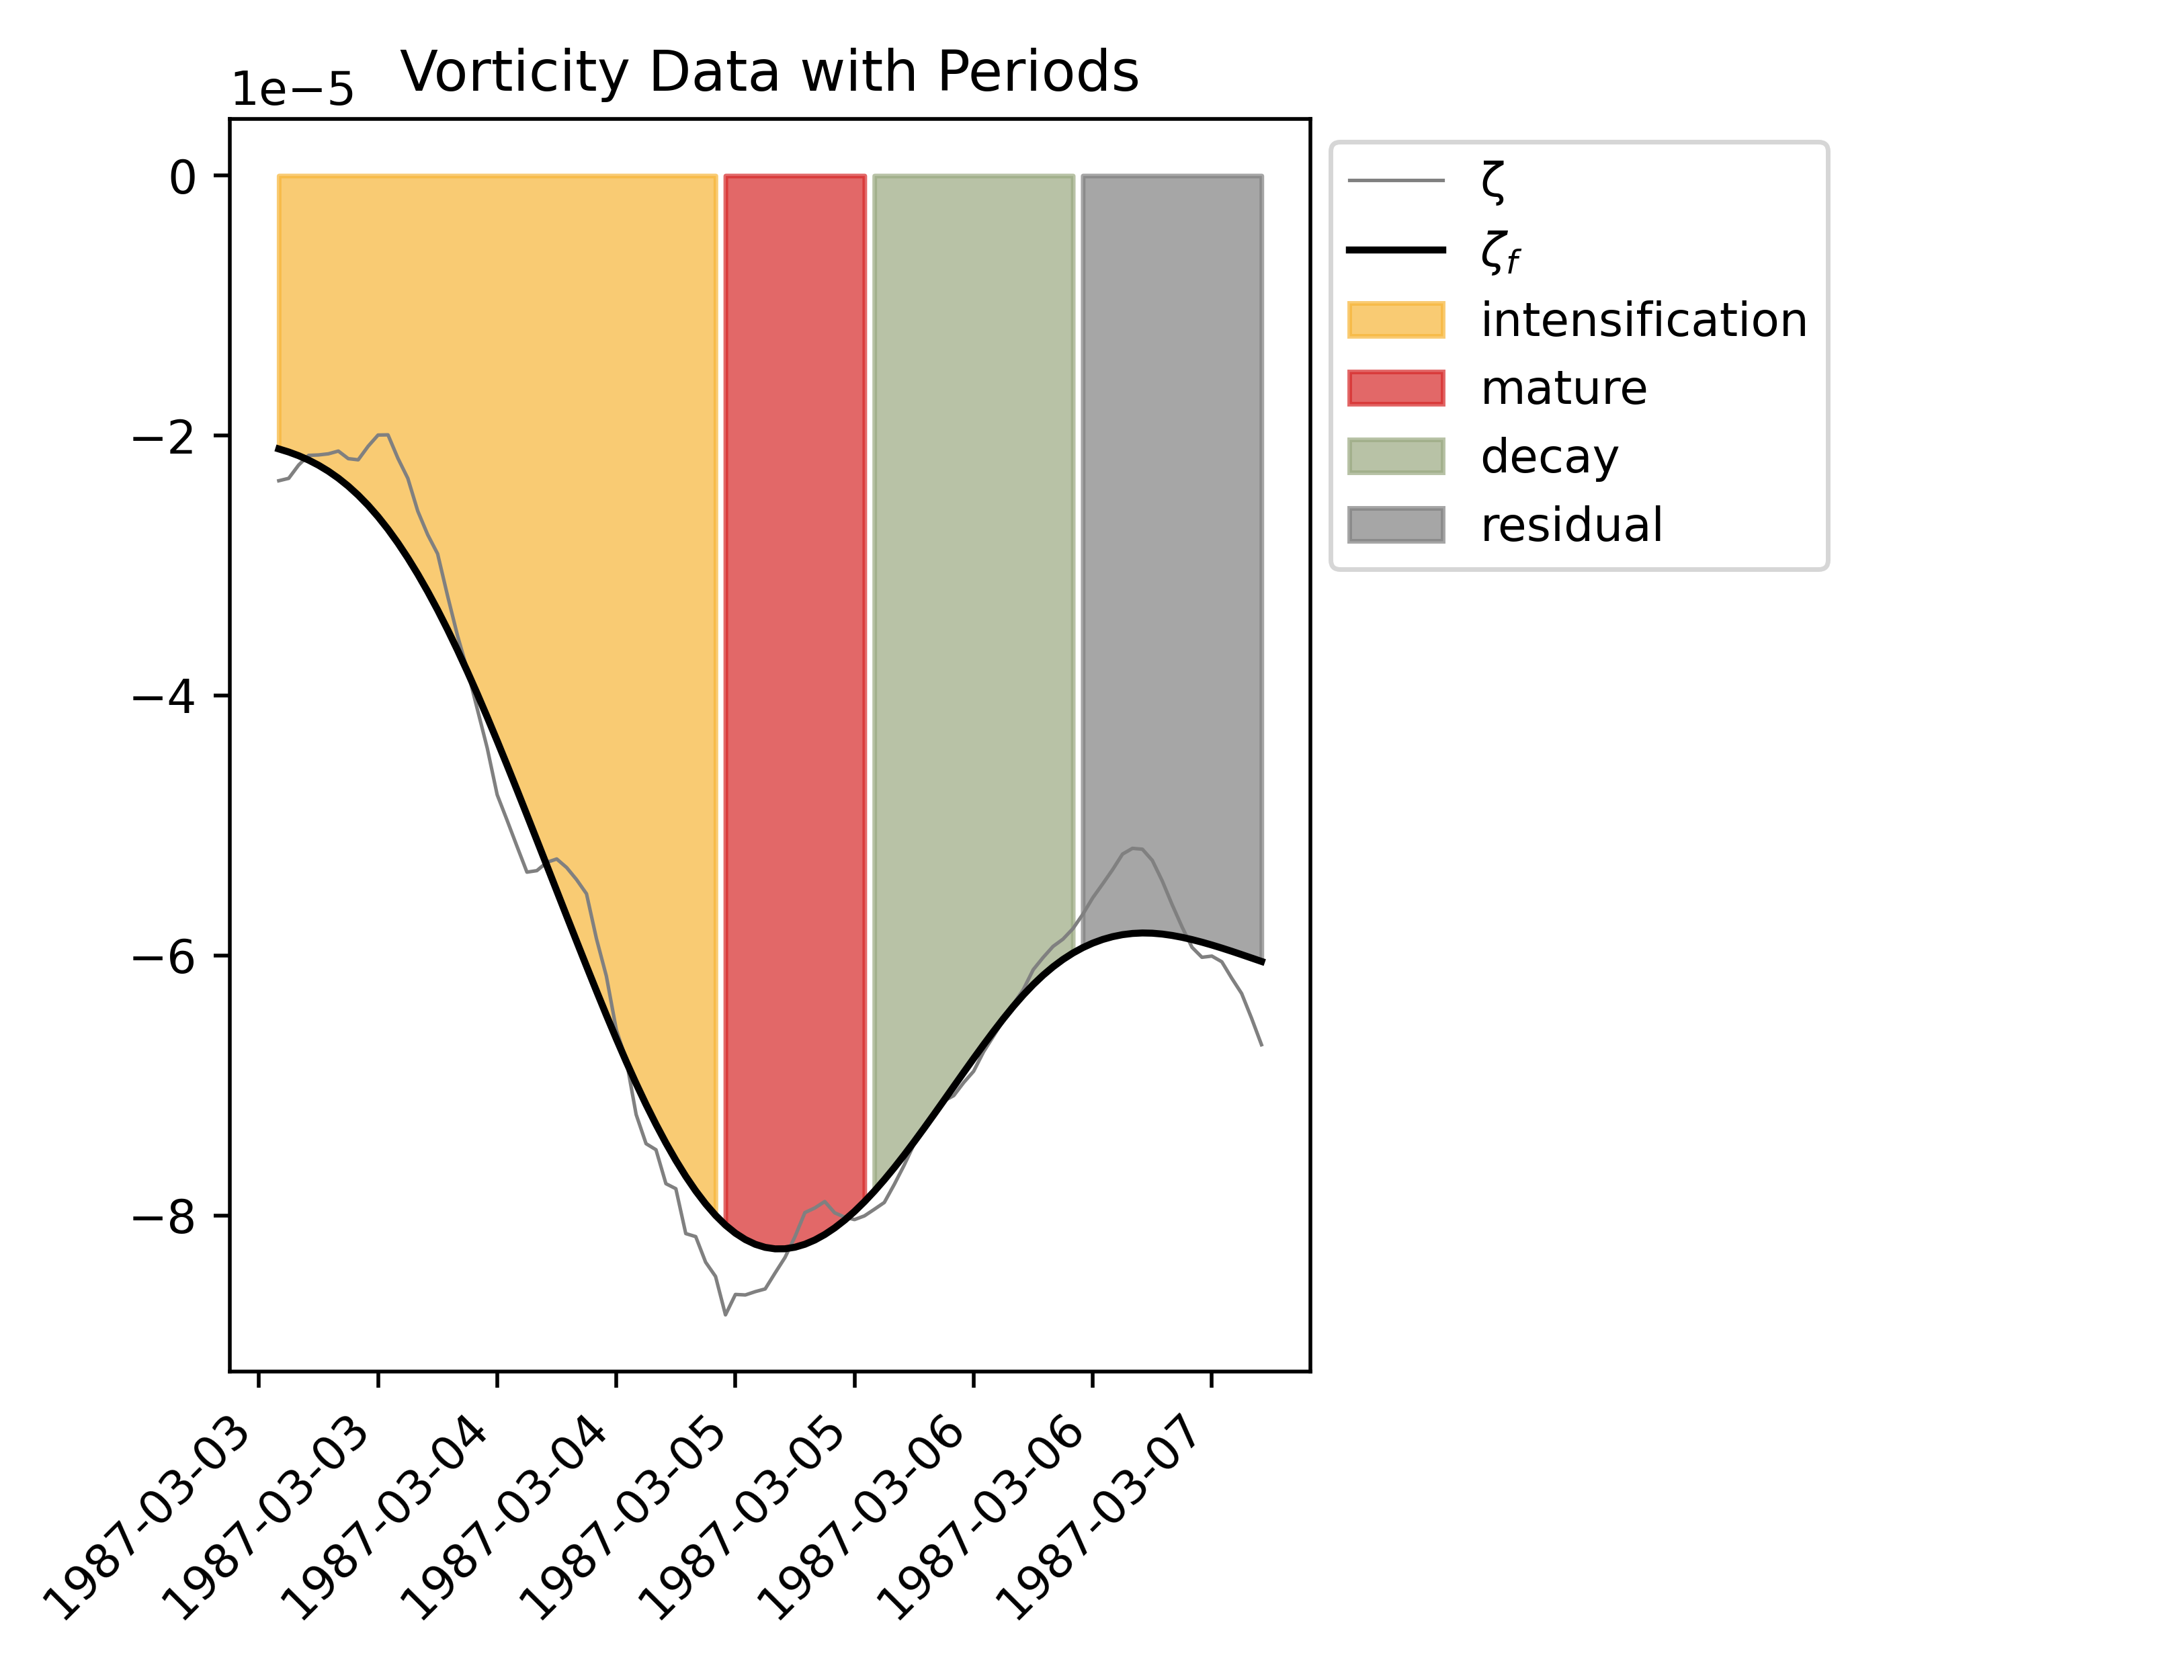 Vorticity Data with Periods
1e−5
0
−2
−4
−6
−8
1987-03-03
1987-03-03
1987-03-04
1987-03-04
1987-03-05
1987-03-05
1987-03-06
1987-03-06
1987-03-07
ζ
ζf
intensification
mature
decay
residual